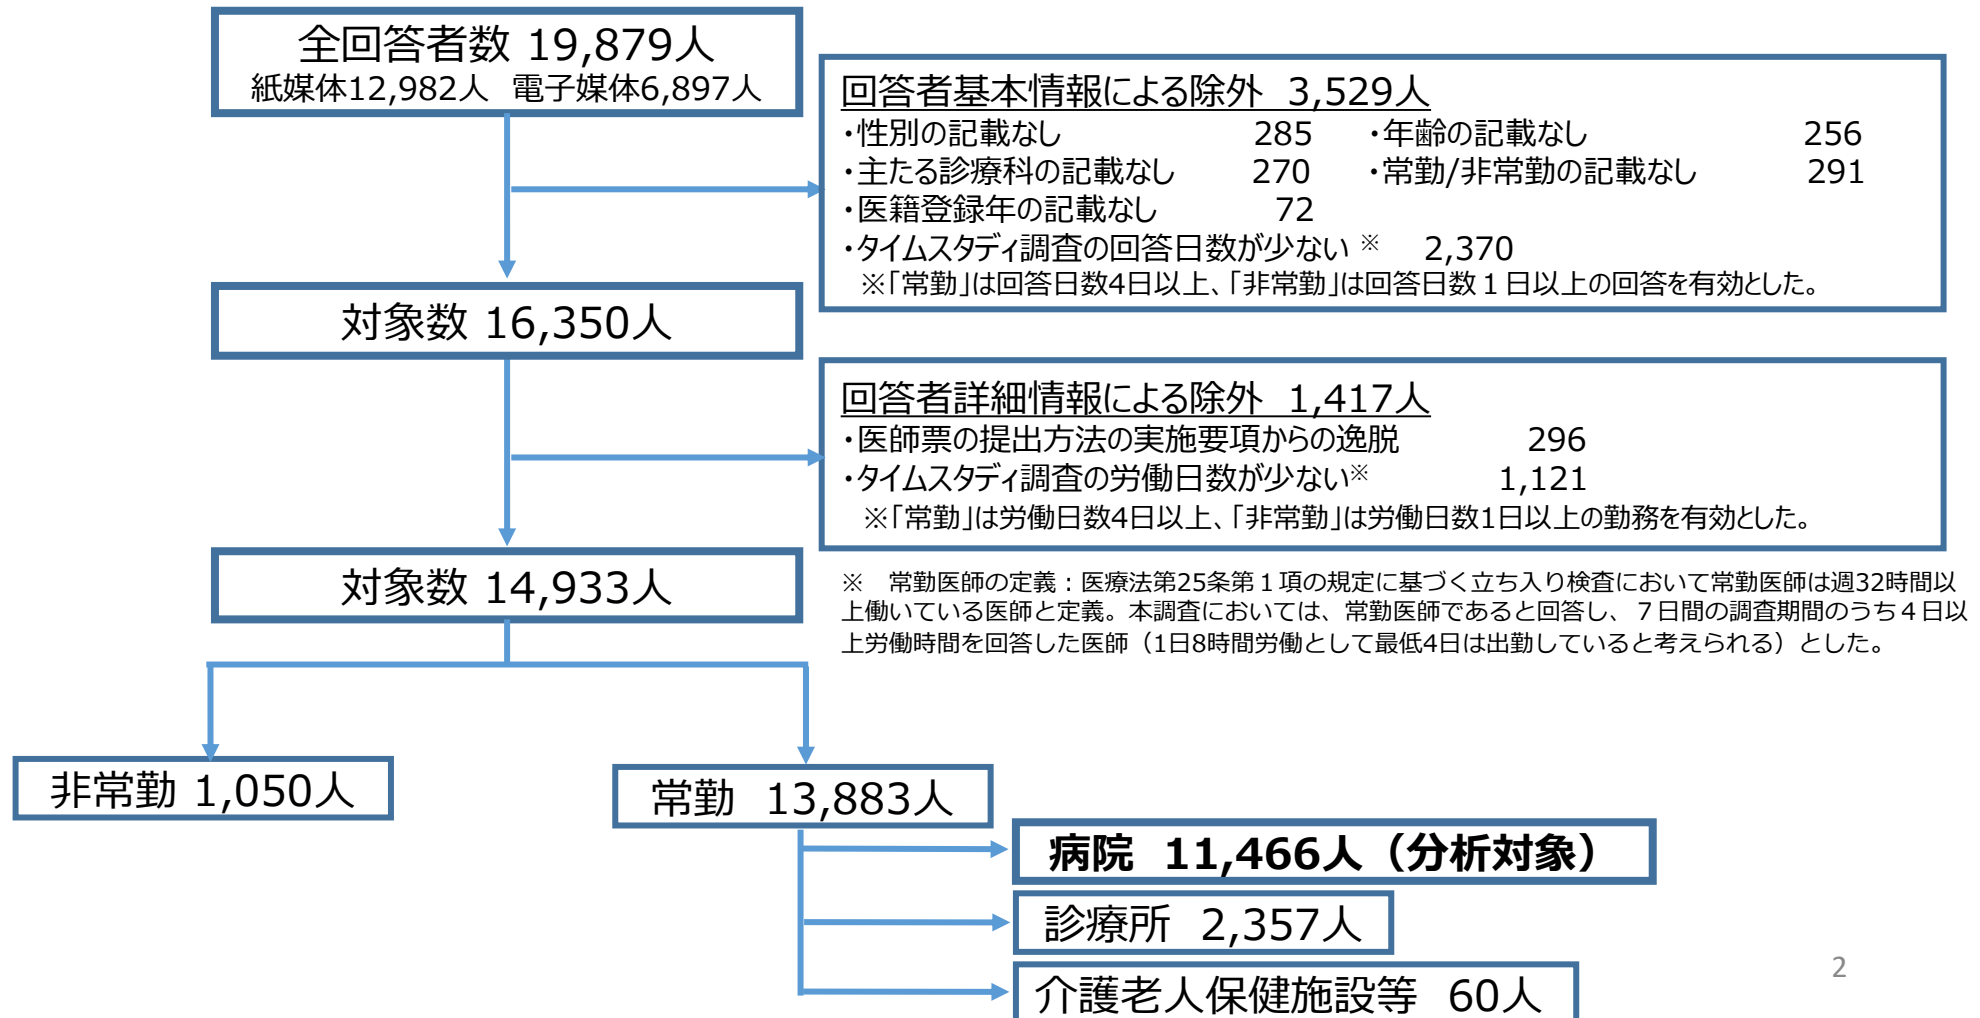 全回答者数 19,879人
紙媒体12,982人 電子媒体6,897人
回答者基本情報による除外 3,529人
・性別の記載なし 285 ・年齢の記載なし 256
・主たる診療科の記載なし 270 ・常勤/非常勤の記載なし 291
・医籍登録年の記載なし 72
・タイムスタディ調査の回答日数が少ない ※ 2,370
※「常勤」は回答日数4日以上、「非常勤」は回答日数１日以上の回答を有効とした。
対象数 16,350人
回答者詳細情報による除外 1,417人
・医師票の提出方法の実施要項からの逸脱 296
・タイムスタディ調査の労働日数が少ない※ 1,121
※「常勤」は労働日数4日以上、「非常勤」は労働日数1日以上の勤務を有効とした。
対象数 14,933人
※ 常勤医師の定義：医療法第25条第１項の規定に基づく立ち入り検査において常勤医師は週32時間以
上働いている医師と定義。本調査においては、常勤医師であると回答し、７日間の調査期間のうち４日以
上労働時間を回答した医師（1日8時間労働として最低4日は出勤していると考えられる）とした。
非常勤 1,050人
常勤 13,883人
病院 11,466人（分析対象）
診療所 2,357人
介護老人保健施設等 60人
2